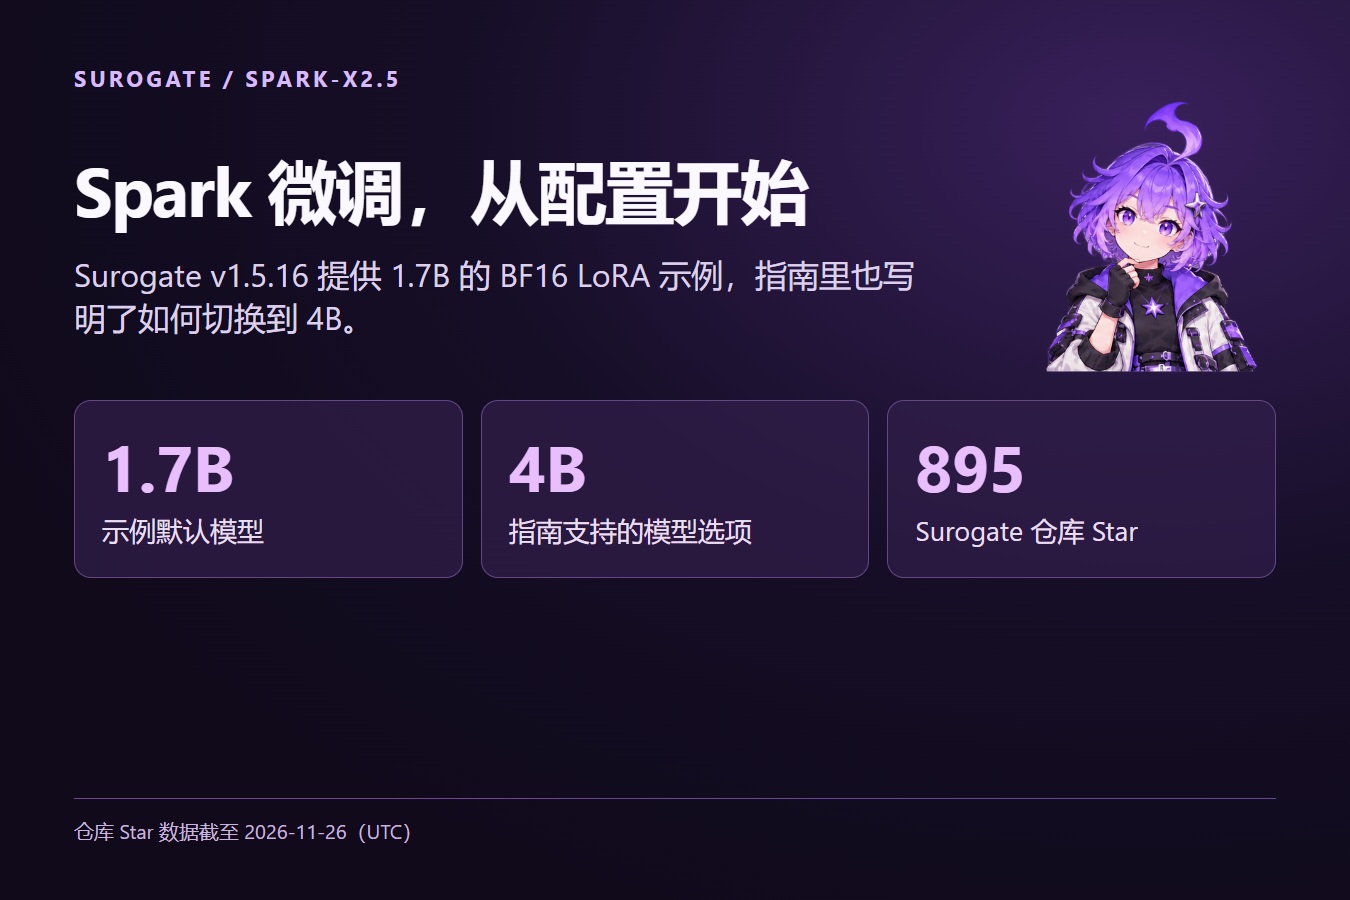 SUROGATE / SPARK-X2.5
Spark 微调，从配置开始
Surogate v1.5.16 提供 1.7B 的 BF16 LoRA 示例，指南里也写
明了如何切换到 4B。
1.7B
示例默认模型
4B
指南支持的模型选项
895
Surogate 仓库 Star
仓库 Star 数据截至 2026-11-26（UTC）